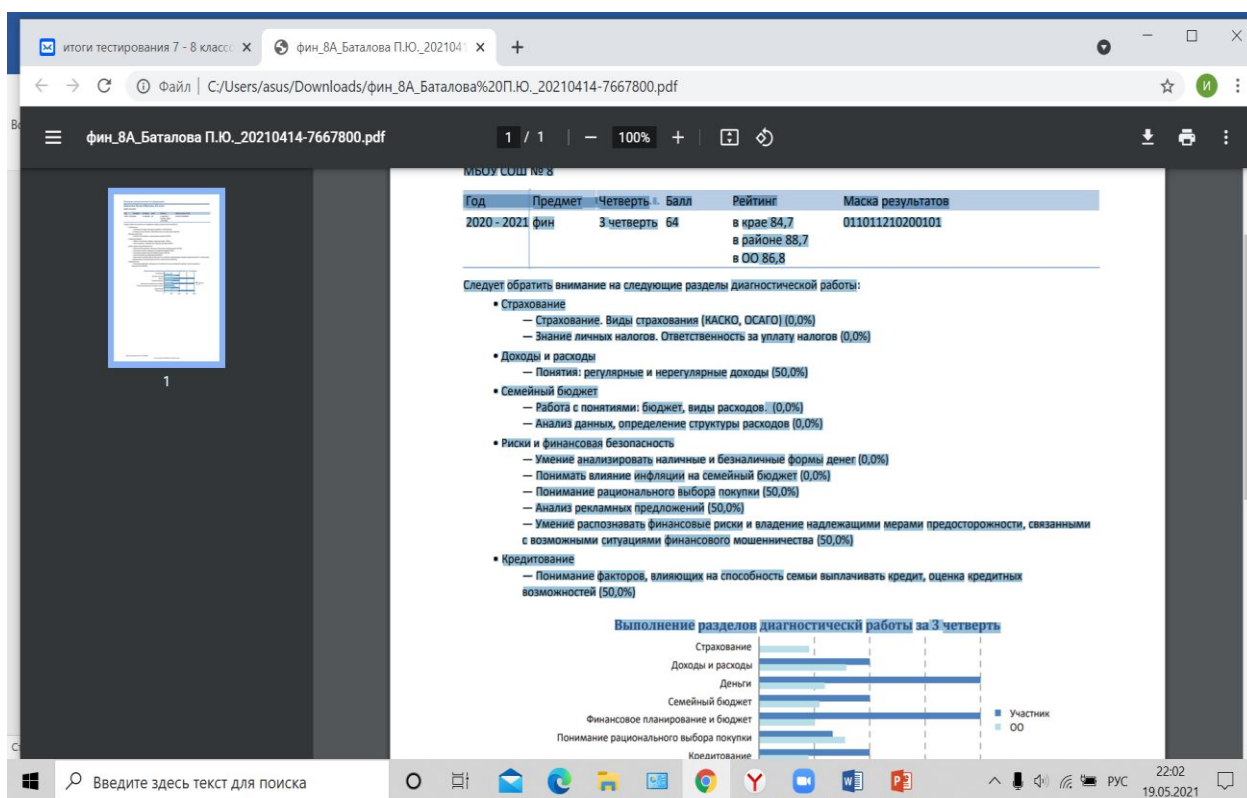 итоги тестирования 7 - 8 классо
фин_8А_Баталова П.Ю._202104
Файл | C:/Users/asus/Downloads/фин_8А_Баталова%20П.Ю._20210414-7667800.pdf
И
фин_8А_Баталова П.Ю._20210414-7667800.pdf
1 / 1 | — 100% +
1
МБОУ СОШ № 8
Год Предмет Четверть Балл Рейтинг Маска результатов
2020 - 2021 фин 3 четверть 64 в крае 84,7 011011210200101
в районе 88,7
в ОО 86,8
Следует обратить внимание на следующие разделы диагностической работы:
• Страхование
— Страхование. Виды страхования (КАСКО, ОСАГО) (0,0%)
— Знание личных налогов. Ответственность за уплату налогов (0,0%)
• Доходы и расходы
— Понятия: регулярные и нерегулярные доходы (50,0%)
• Семейный бюджет
— Работа с понятиями: бюджет, виды расходов. (0,0%)
— Анализ данных, определение структуры расходов (0,0%)
• Риски и финансовая безопасность
— Умение анализировать наличные и безналичные формы денег (0,0%)
— Понимать влияние инфляции на семейный бюджет (0,0%)
— Понимание рационального выбора покупки (50,0%)
— Анализ рекламных предложений (50,0%)
— Умение распознавать финансовые риски и владение надлежащими мерами предосторожности, связанными
с возможными ситуациями финансового мошенничества (50,0%)
• Кредитование
— Понимание факторов, влияющих на способность семьи выплачивать кредит, оценка кредитных
возможностей (50,0%)
Выполнение разделов диагностическй работы за 3 четверть
Страхование
Доходы и расходы
Деньги
Семейный бюджет
Финансовое планирование и бюджет
Понимание рационального выбора покупки
Кредитование
Участник
ОО
Введите здесь текст для поиска
РУС
22:02
19.05.2021